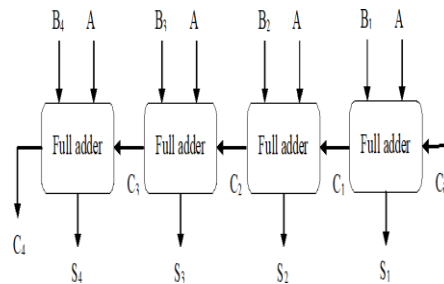 B4 A B3 A B2 A B1 A
Full adder Full adder Full adder Full adder
C3 C2 C1
C4 S4 S3 S2 S1